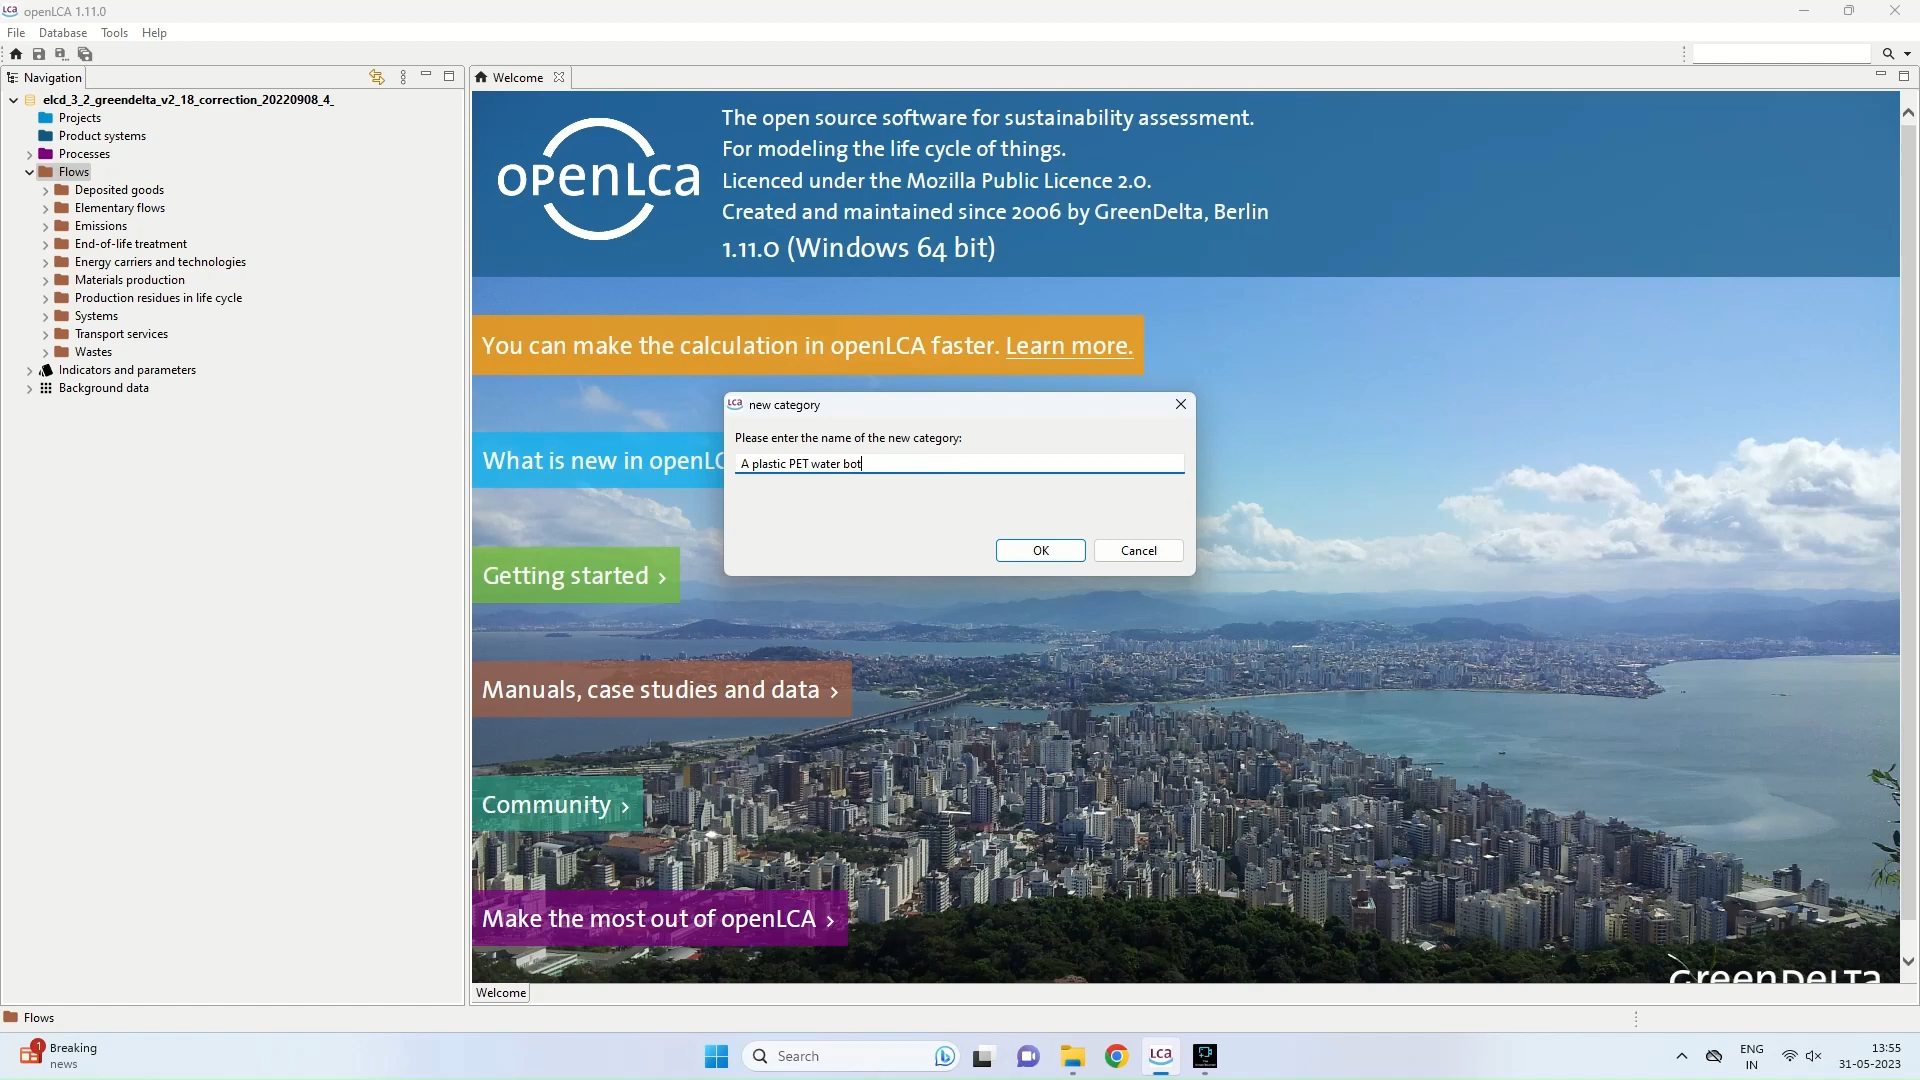 openLCA 1.11.0
File Database Tools Help
Navigation
Welcome
elcd_3_2_greendelta_v2_18_correction_20220908_4_
Projects
Product systems
Processes
Flows
Deposited goods
Elementary flows
Emissions
End-of-life treatment
Energy carriers and technologies
Materials production
Production residues in life cycle
Systems
Transport services
Wastes
Indicators and parameters
Background data
openLca
The open source software for sustainability assessment.
For modeling the life cycle of things.
Licenced under the Mozilla Public Licence 2.0.
Created and maintained since 2006 by GreenDelta, Berlin
1.11.0 (Windows 64 bit)
You can make the calculation in openLCA faster. Learn more.
What is new in openLC
new category
Please enter the name of the new category:
A plastic PET water bot
OK Cancel
Getting started ›
Manuals, case studies and data ›
Community ›
Make the most out of openLCA ›
GreenDeLTa
Welcome
Flows
1
Breaking
news
Search
LCA
ENG
IN
13:55
31-05-2023